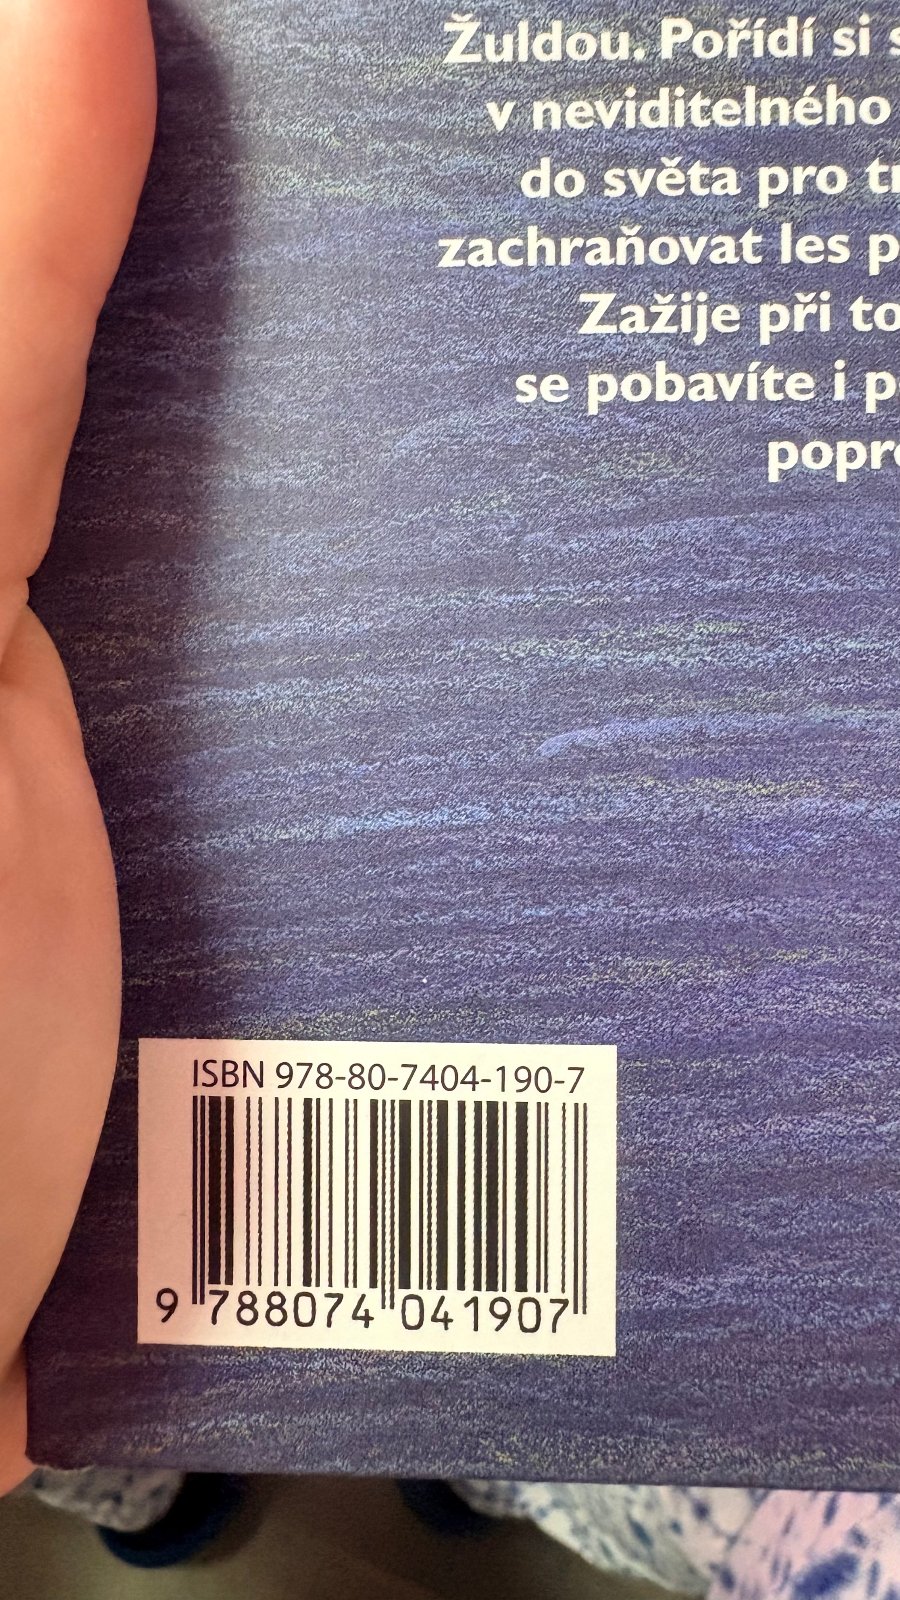 Žuldou. Pořídí si
v neviditelného
do světa pro
zachraňovat les
Zažije při
se pobavíte i
ISBN 978-80-7404-190-7
9 788074 041907